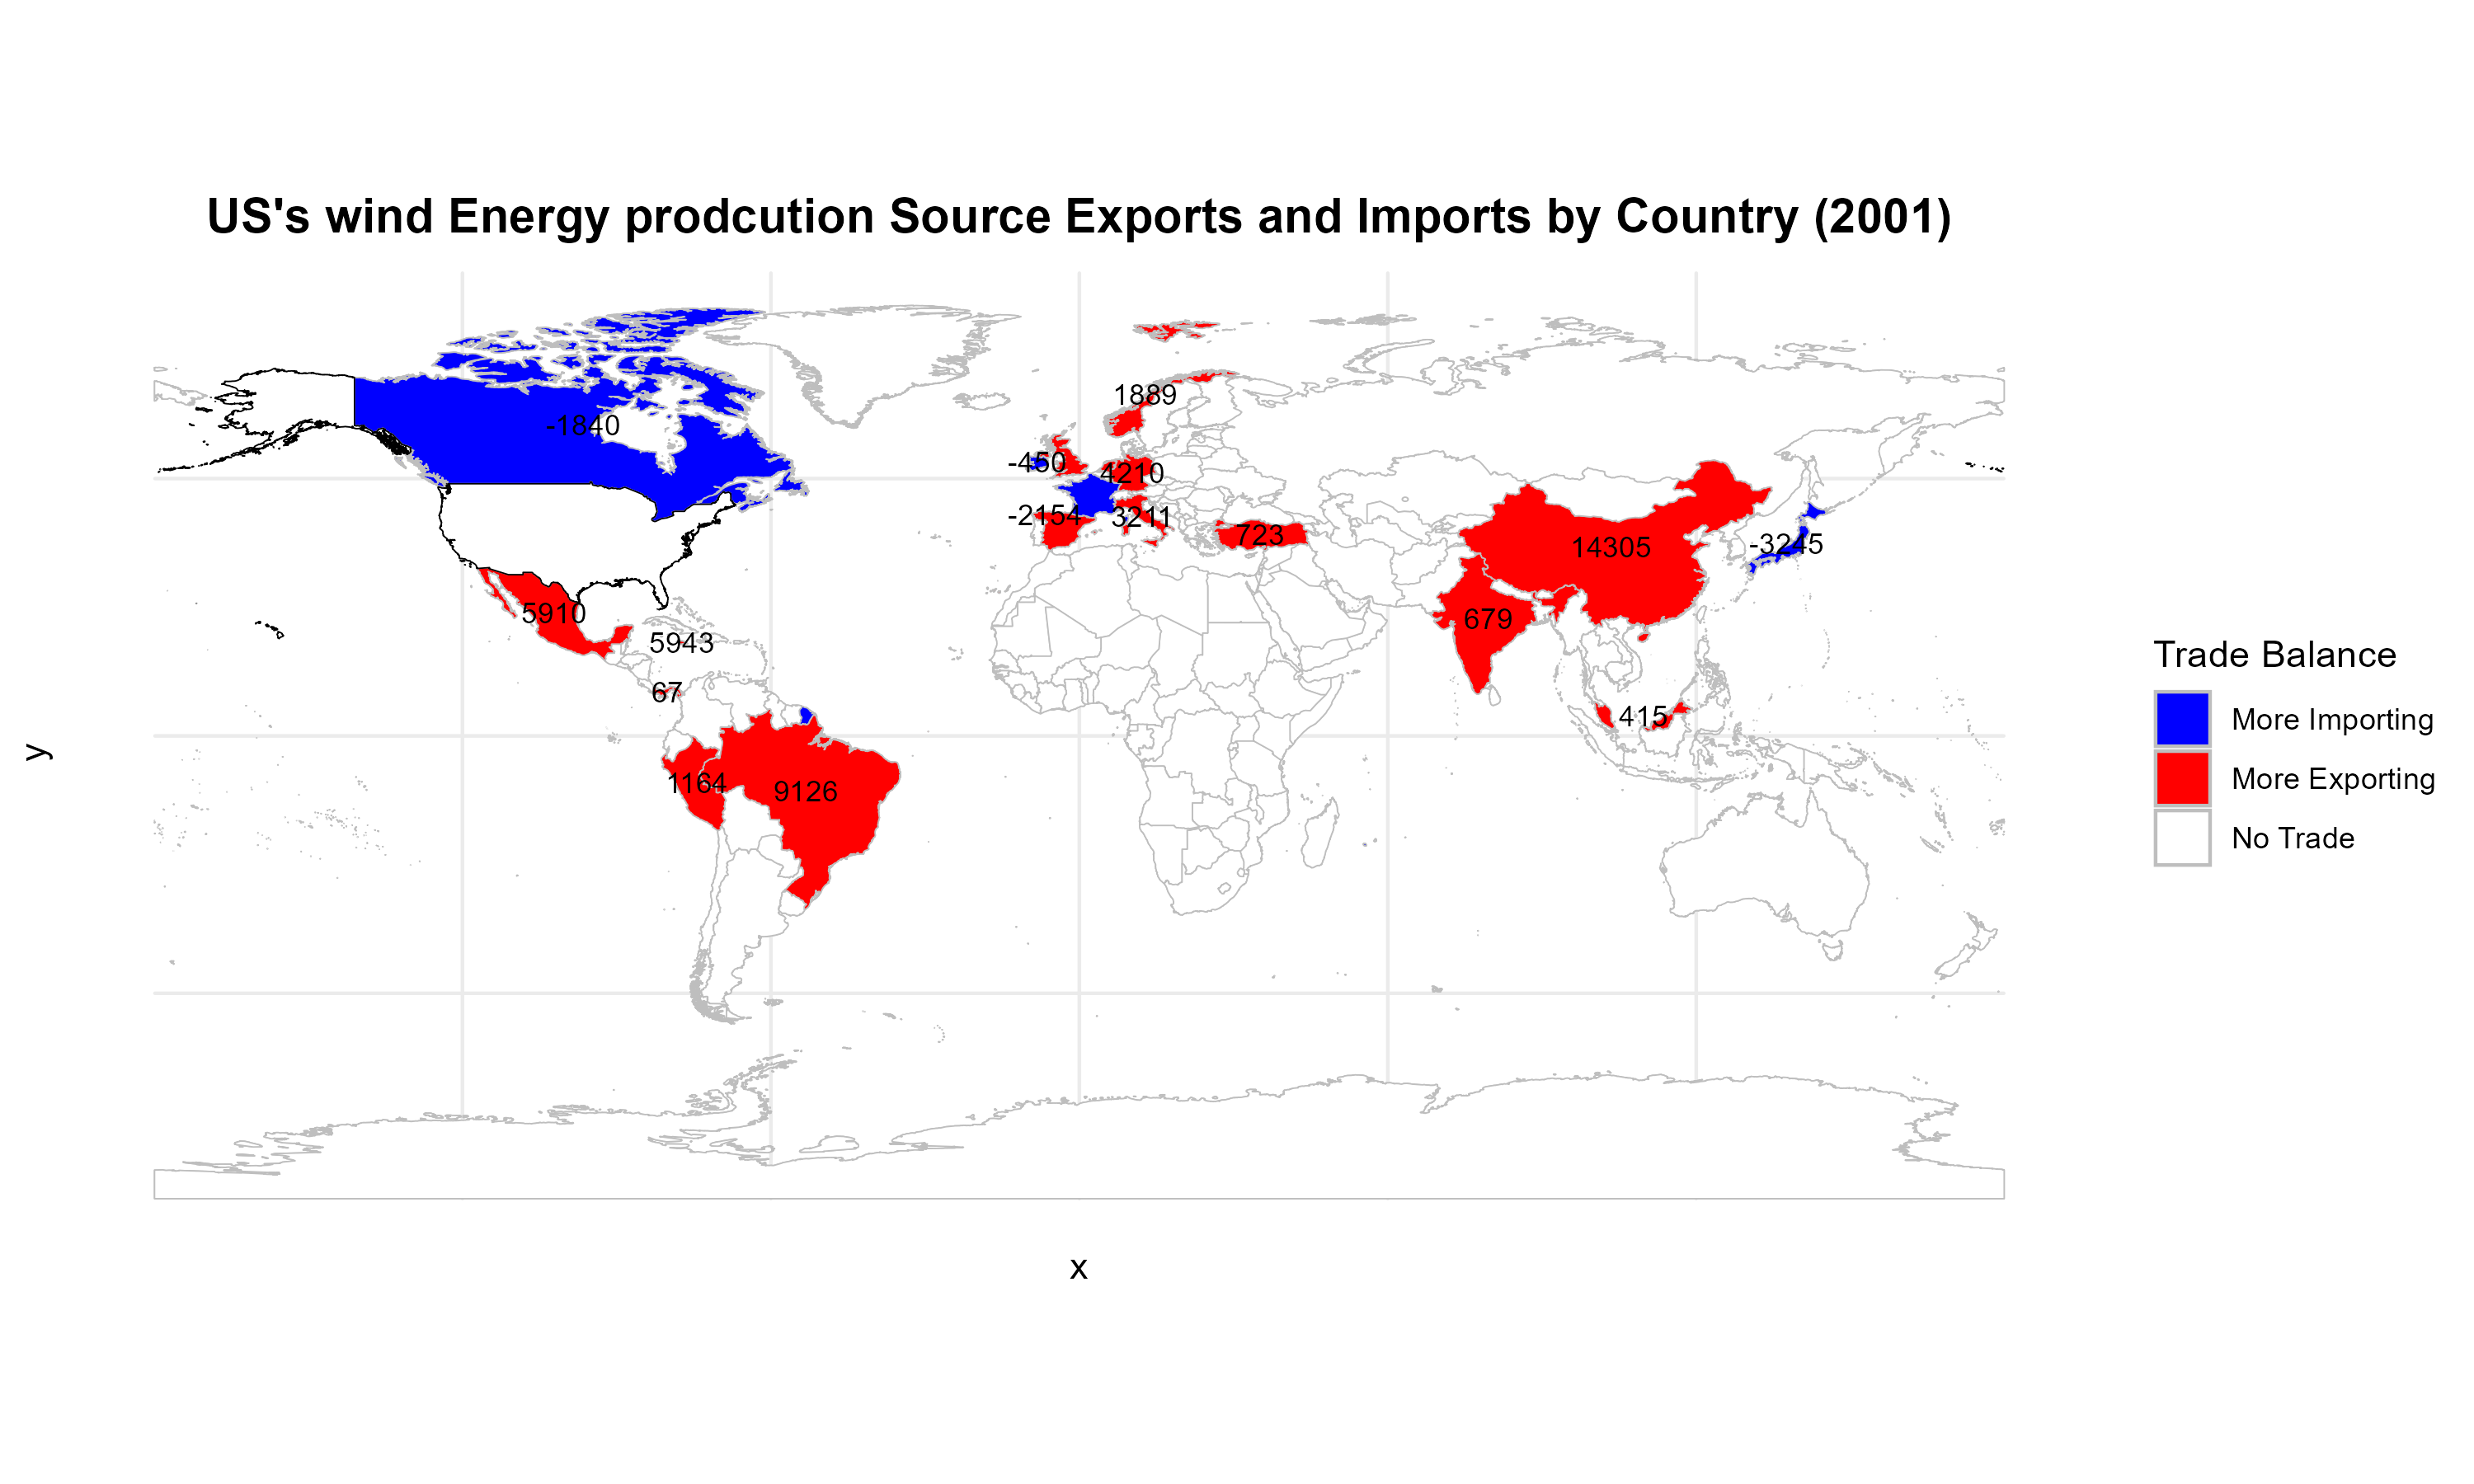 US's wind Energy prodcution Source Exports and Imports by Country (2001)
1889
-1840
-450
4210
-2154
3211
723
14305
-3245
5910
679
5943
67
415
1164
9126
y
x
Trade Balance
More Importing
More Exporting
No Trade